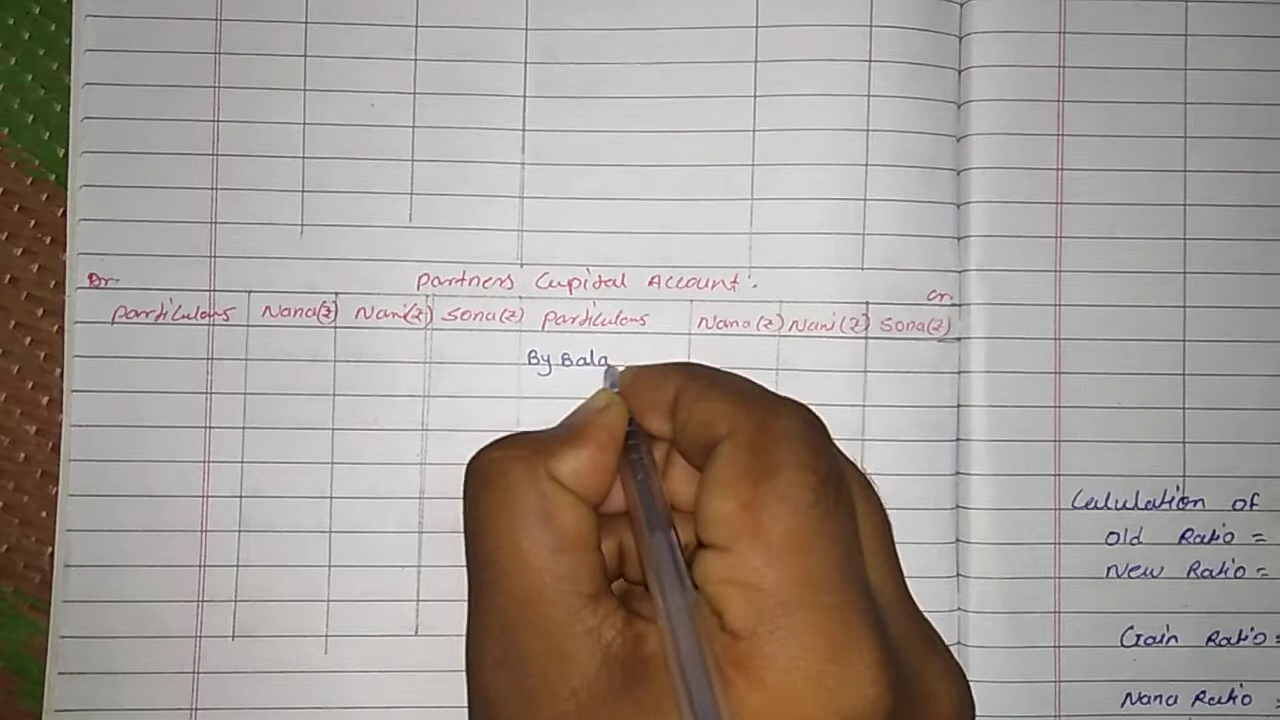 Partners Capital Account:
Dr.
Cr.
Particulars Nana(₹) Nani(₹) Sona(₹) Particulars Nana(₹) Nani(₹) Sona(₹)
By Bala
Calulation of
Old Ratio =
New Ratio =
Gain Ratio =
Nana Ratio =